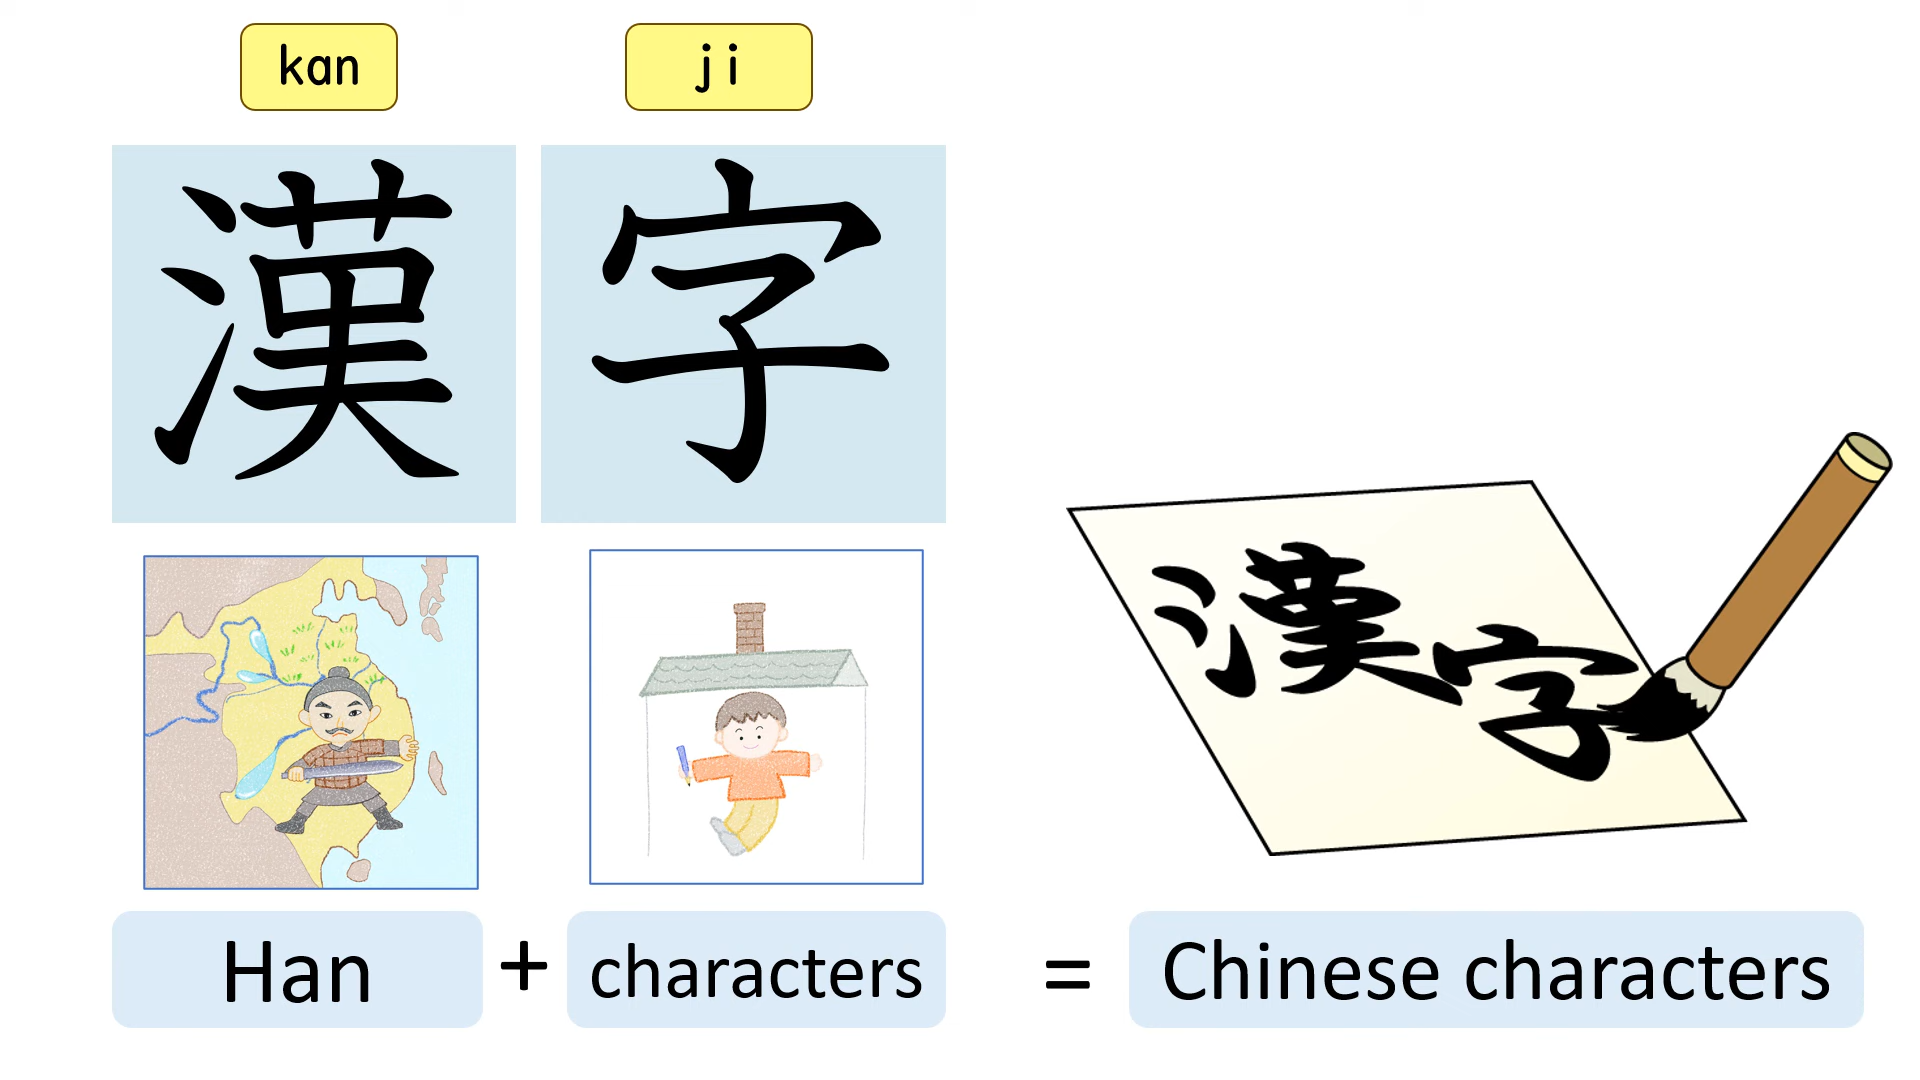 kan ji
漢字
漢字
Han + characters = Chinese characters